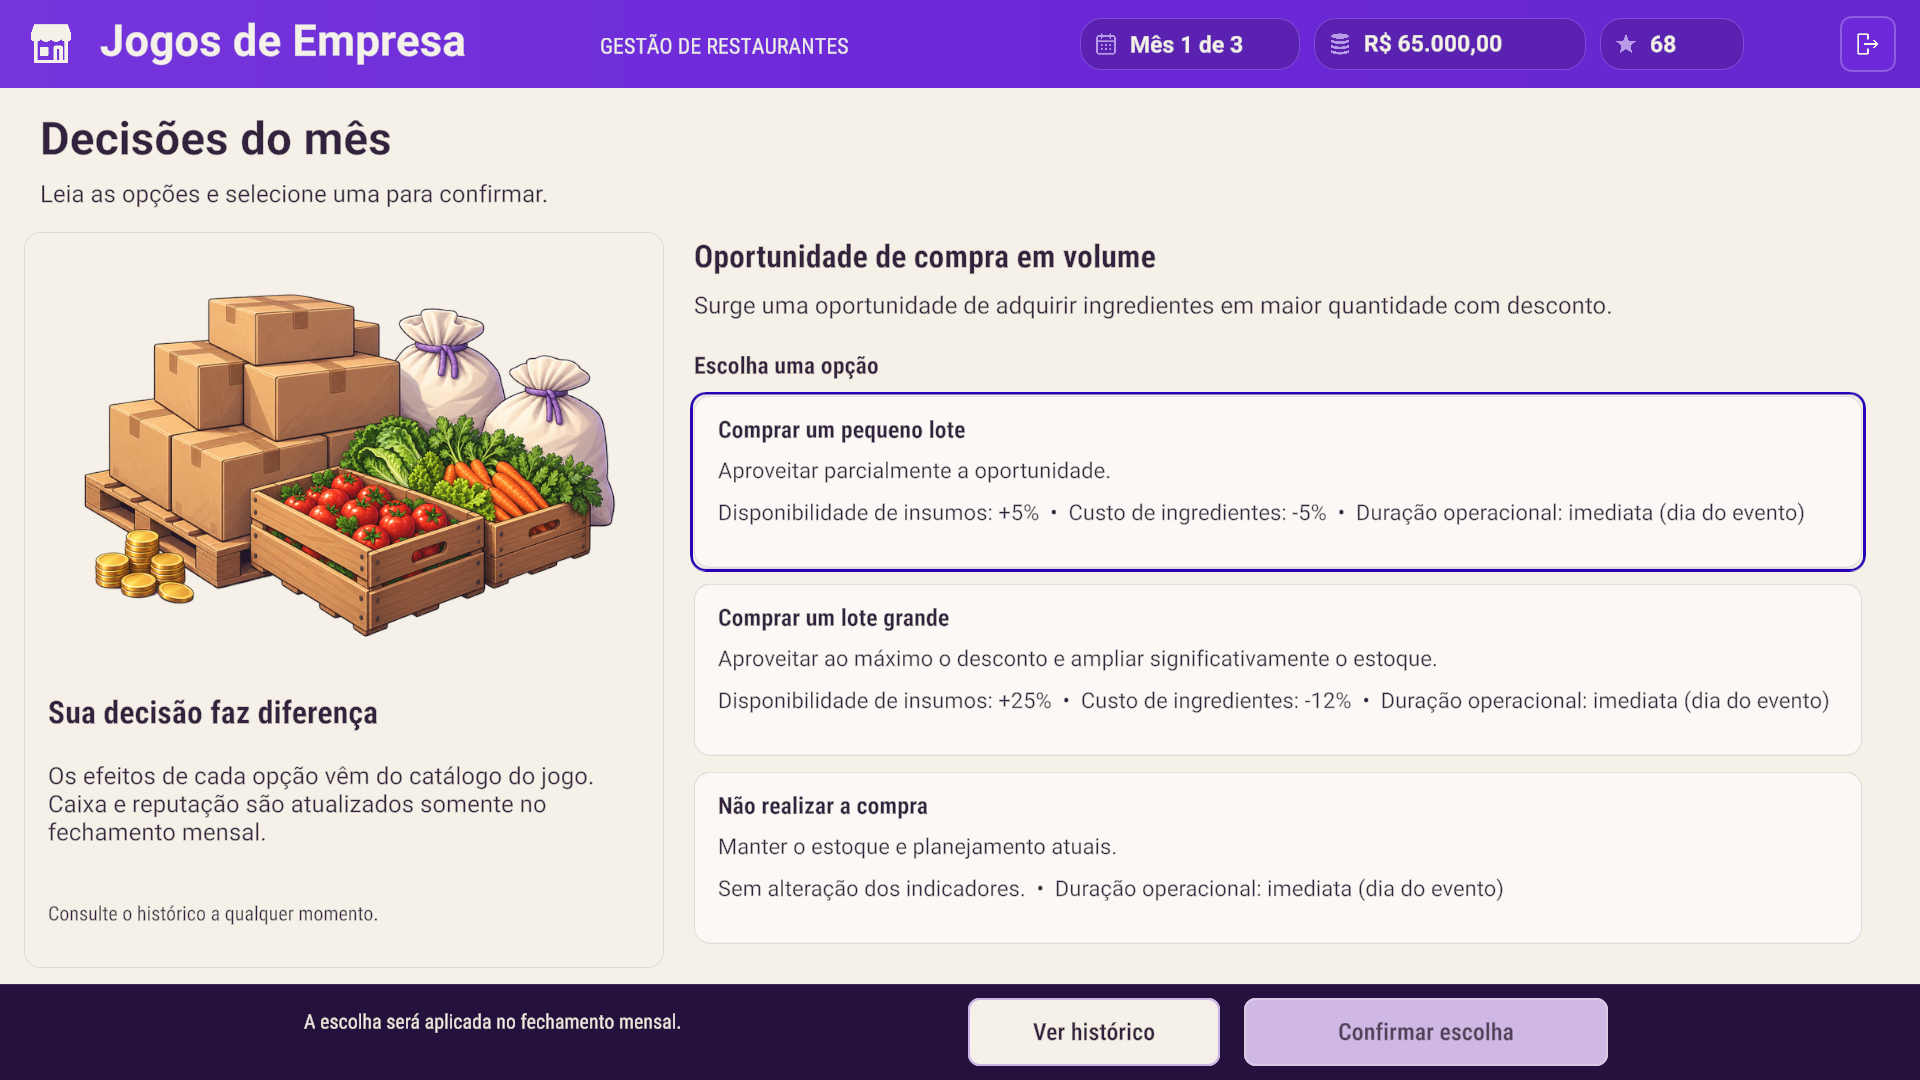 Jogos de Empresa
GESTÃO DE RESTAURANTES
Mês 1 de 3
R$ 65.000,00
68
Decisões do mês
Leia as opções e selecione uma para confirmar.
Sua decisão faz diferença
Os efeitos de cada opção vêm do catálogo do jogo.
Caixa e reputação são atualizados somente no
fechamento mensal.
Consulte o histórico a qualquer momento.
Oportunidade de compra em volume
Surge uma oportunidade de adquirir ingredientes em maior quantidade com desconto.
Escolha uma opção
Comprar um pequeno lote
Aproveitar parcialmente a oportunidade.
Disponibilidade de insumos: +5% • Custo de ingredientes: -5% • Duração operacional: imediata (dia do evento)
Comprar um lote grande
Aproveitar ao máximo o desconto e ampliar significativamente o estoque.
Disponibilidade de insumos: +25% • Custo de ingredientes: -12% • Duração operacional: imediata (dia do evento)
Não realizar a compra
Manter o estoque e planejamento atuais.
Sem alteração dos indicadores. • Duração operacional: imediata (dia do evento)
A escolha será aplicada no fechamento mensal.
Ver histórico
Confirmar escolha